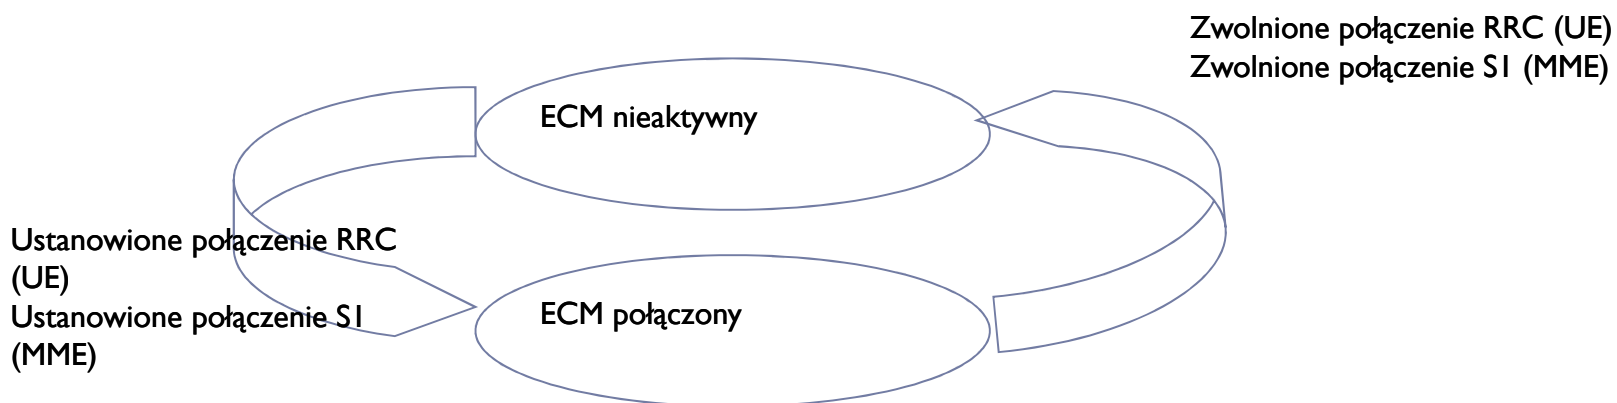 Zwolnione połączenie RRC (UE)
Zwolnione połączenie S1 (MME)
ECM nieaktywny
Ustanowione połączenie RRC
(UE)
Ustanowione połączenie S1
(MME)
ECM połączony